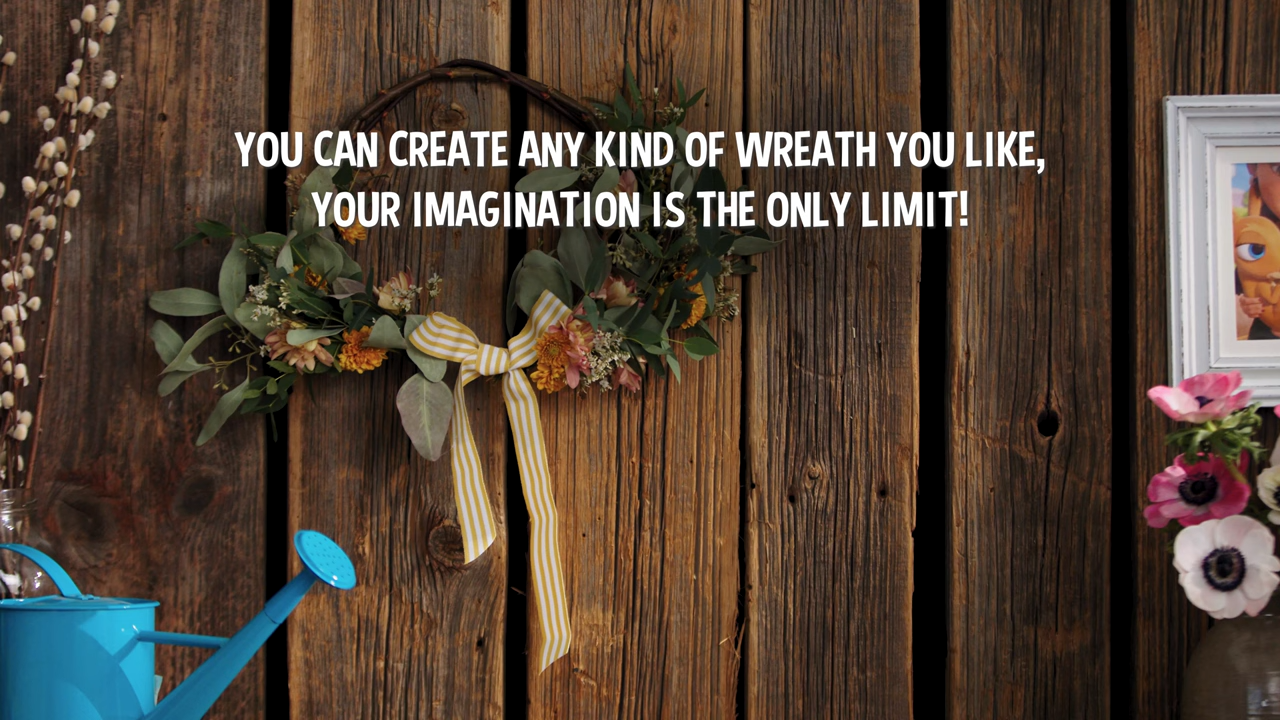 YOU CAN CREATE ANY KIND OF WREATH YOU LIKE,
YOUR IMAGINATION IS THE ONLY LIMIT!